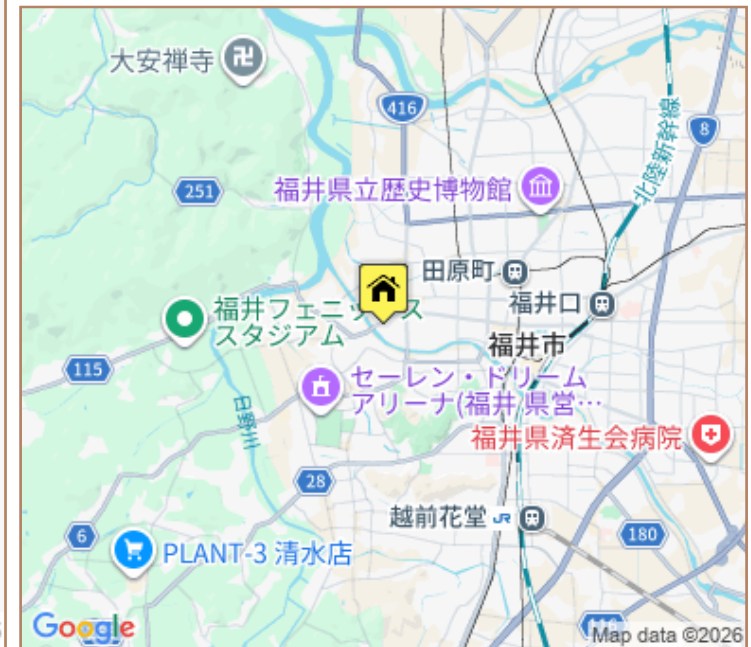 大安禅寺
卍
416
8
北陸新幹線
251
福井県立歴史博物館
田原町
福井口
福井フェニックス
スタジアム
福井市
115
セーレン・ドリーム
アリーナ(福井県営…
日野川
福井県済生会病院
28
越前花堂 JR
180
6
PLANT-3 清水店
Google
Map data ©2026